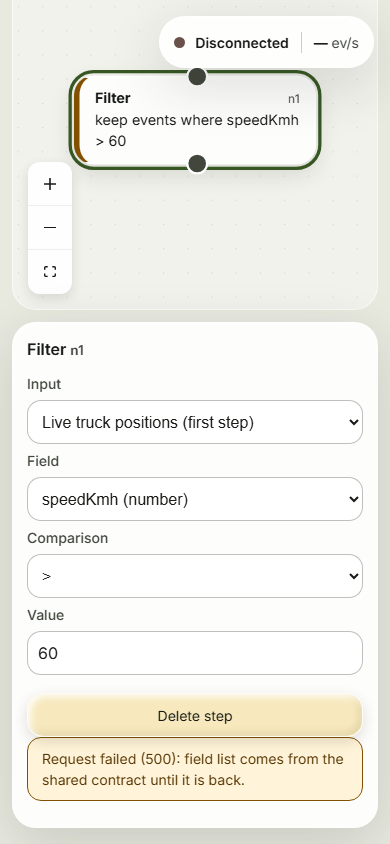 Disconnected — ev/s
Filter n1
keep events where speedKmh
> 60
Filter n1
Input
Live truck positions (first step)
Field
speedKmh (number)
Comparison
>
Value
60
Delete step
Request failed (500): field list comes from the
shared contract until it is back.